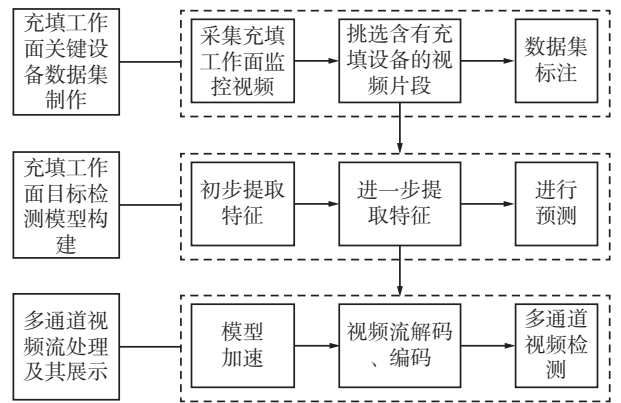 充填工作
面关键设
备数据集
制作
采集充填
工作面监
控视频
挑选含有充
填设备的视
频片段
数据集
标注
充填工作
面目标检
测模型构
建
初步提取
特征
进一步提
取特征
进行
预测
多通道视
频流处理
及其展示
模型
加速
视频流解码
、编码
多通道
视频检
测